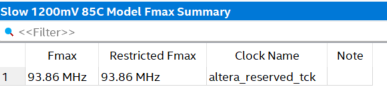 Slow 1200mV 85C Model Fmax Summary
<<Filter>>
Fmax Restricted Fmax Clock Name Note
1 93.86 MHz 93.86 MHz altera_reserved_tck